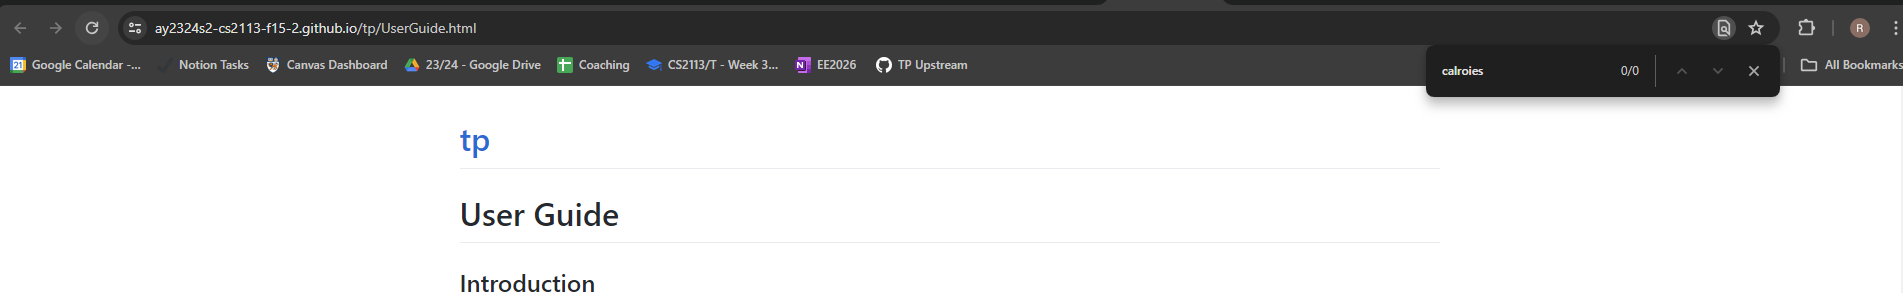 ay2324s2-cs2113-f15-2.github.io/tp/UserGuide.html
R
21 Google Calendar -... Notion Tasks Canvas Dashboard 23/24 - Google Drive Coaching CS2113/T - Week 3... N EE2026 TP Upstream All Bookmarks
calroies 0/0
tp
User Guide
Introduction